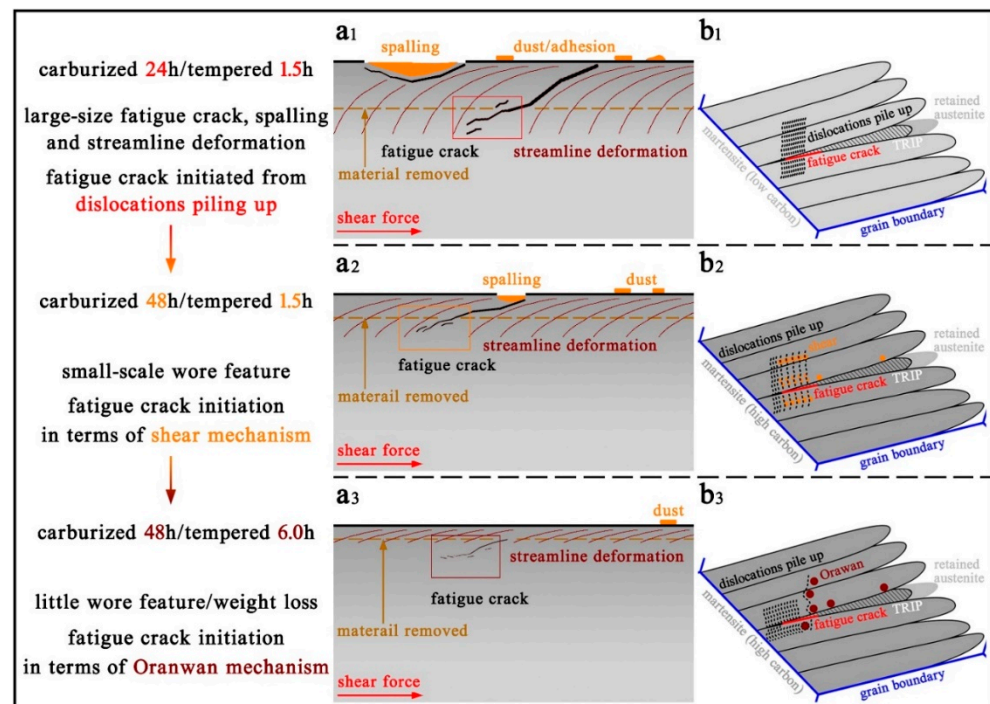 carburized 24h/tempered 1.5h
large-size fatigue crack, spalling
and streamline deformation
fatigue crack initiated from
dislocations piling up
carburized 48h/tempered 1.5h
small-scale wore feature
fatigue crack initiation
in terms of shear mechanism
carburized 48h/tempered 6.0h
little wore feature/weight loss
fatigue crack initiation
in terms of Oranwan mechanism
a1
spalling
dust/adhesion
fatigue crack
streamline deformation
material removed
shear force
b1
retained
austenite
dislocations pile up
TRIP
fatigue crack
martensite (low carbon)
grain boundary
a2
spalling
dust
streamline deformation
fatigue crack
materail removed
shear force
b2
dislocations pile up
retained
austenite
TRIP
fatigue crack
martensite (high carbon)
grain boundary
a3
dust
streamline deformation
fatigue crack
materail removed
shear force
b3
Orawan
dislocations pile up
retained
austenite
TRIP
fatigue crack
martensite (high carbon)
grain boundary